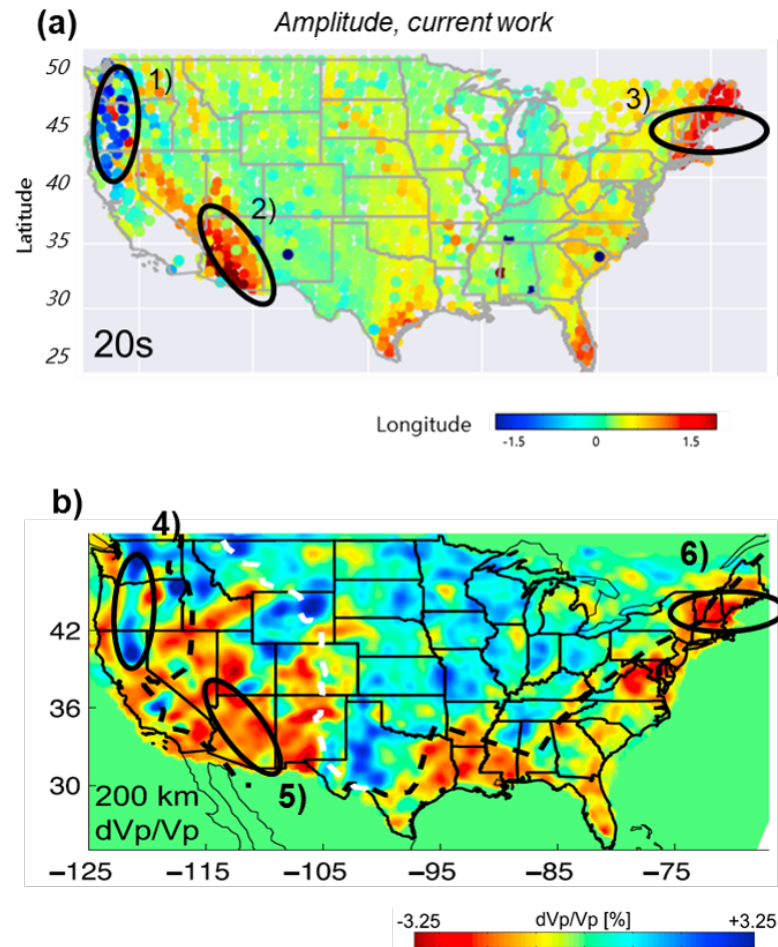 (a)
Amplitude, current work
50
45
40
35
30
25
Latitude
1)
2)
3)
20s
Longitude
-1.5
0
1.5
b)
4)
6)
42
36
30
200 km
dVp/Vp
5)
−125
−115
−105
−95
−85
−75
-3.25
dVp/Vp [%]
+3.25